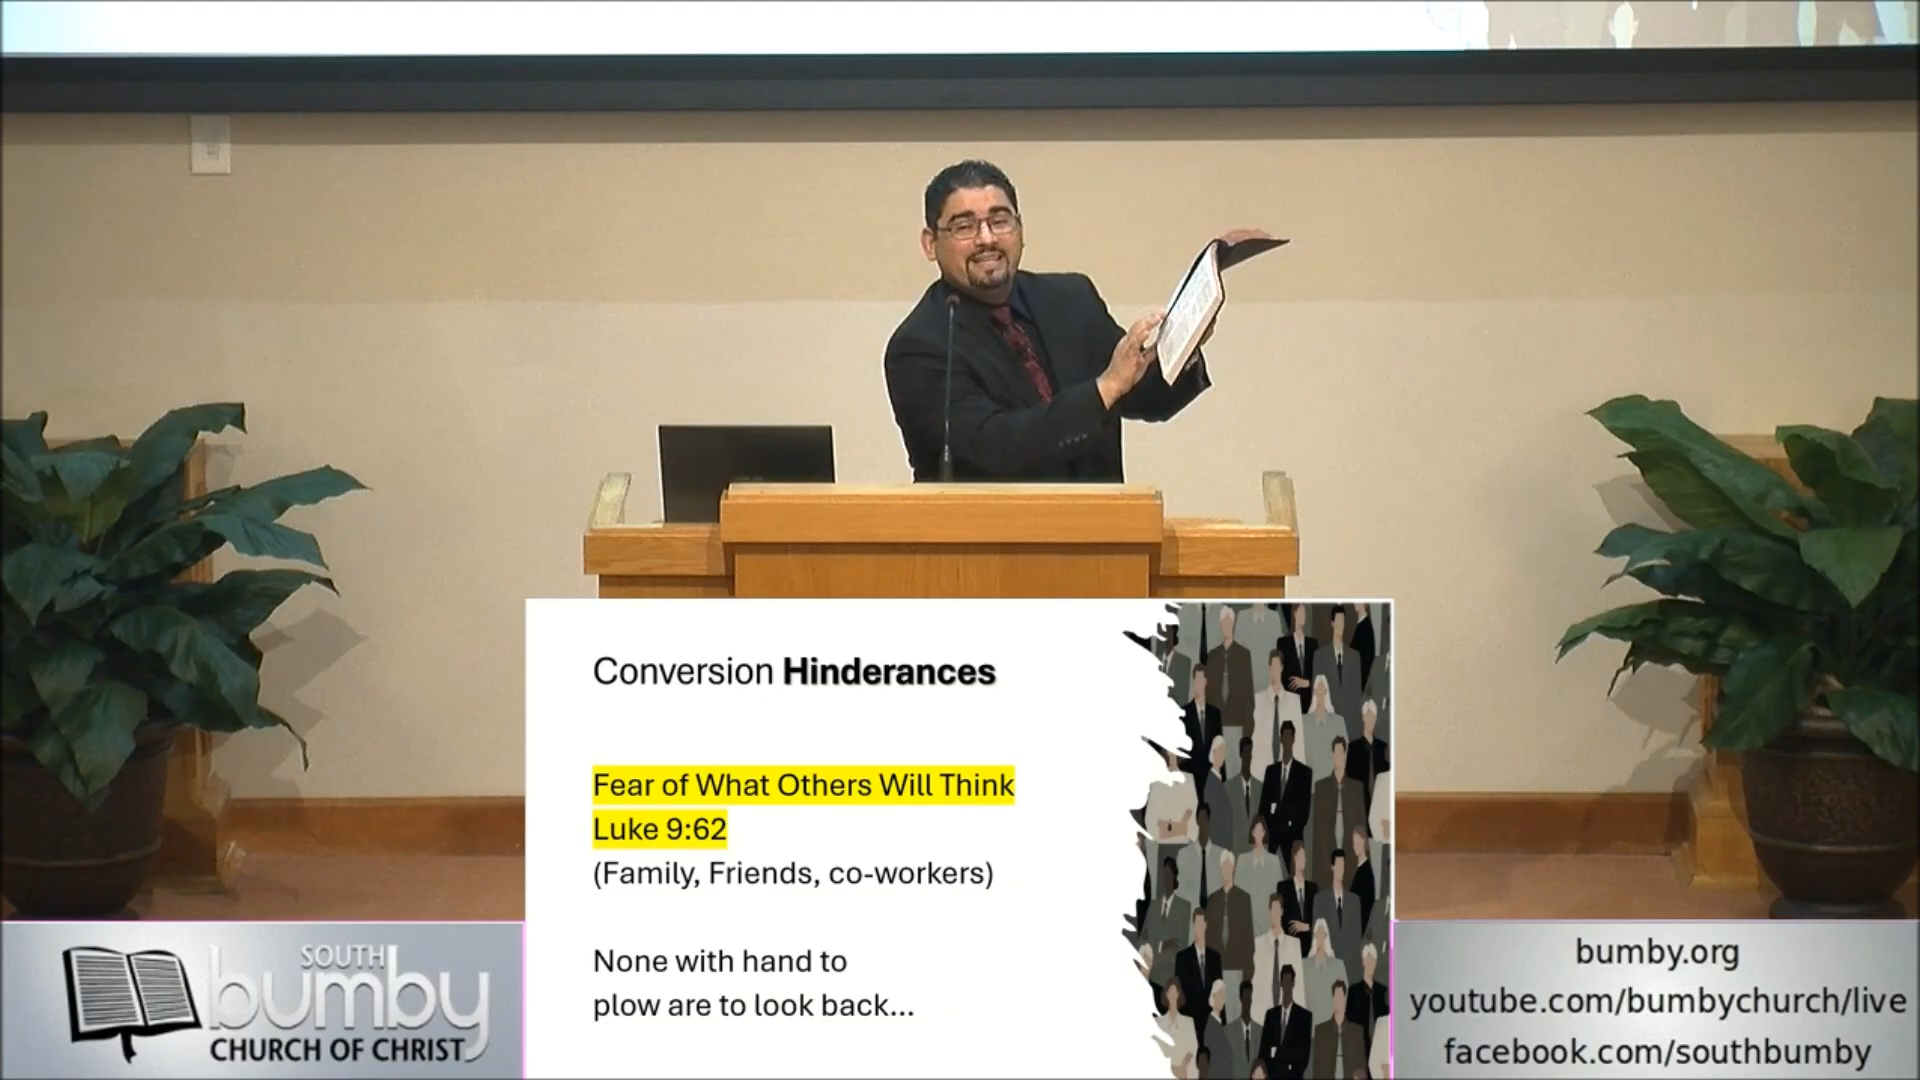 Conversion Hinderances
Fear of What Others Will Think
Luke 9:62
(Family, Friends, co-workers)
None with hand to
plow are to look back...
SOUTH
bumby
CHURCH OF CHRIST
bumby.org
youtube.com/bumbychurch/live
facebook.com/southbumby